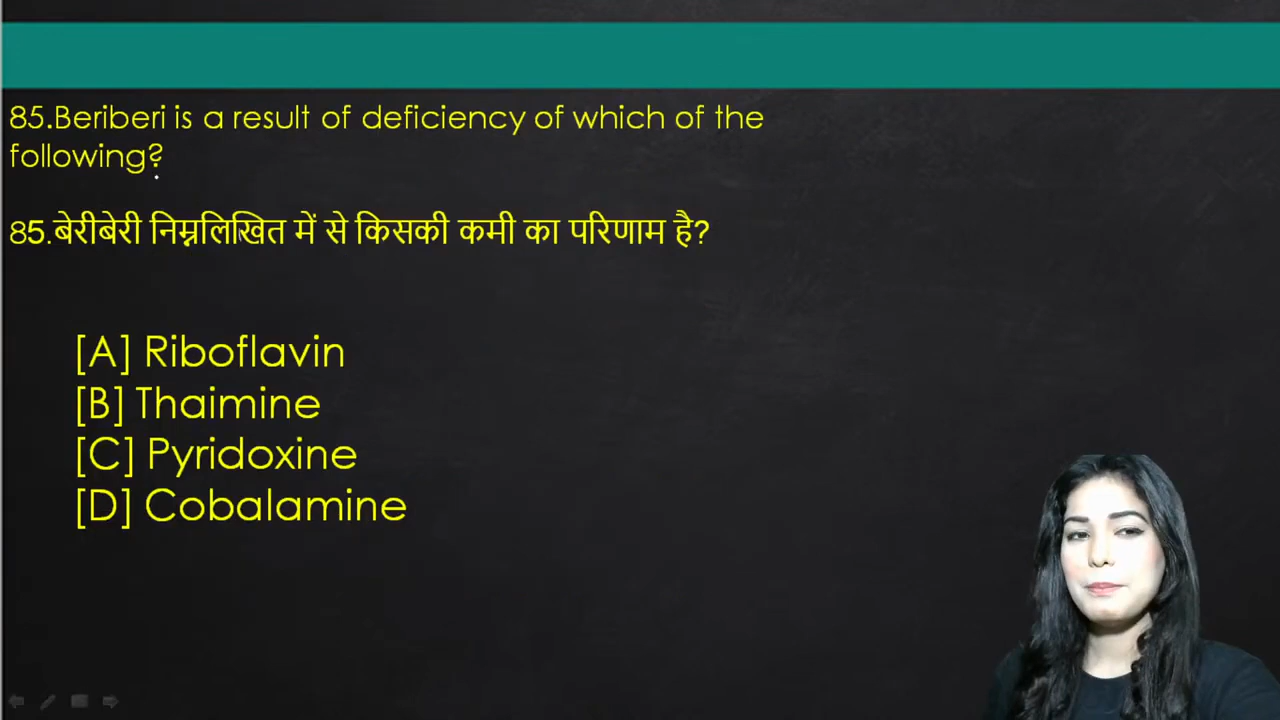 85.Beriberi is a result of deficiency of which of the
following?
85.बेरीबेरी निम्नलिखित में से किसकी कमी का परिणाम है?
[A] Riboflavin
[B] Thaimine
[C] Pyridoxine
[D] Cobalamine